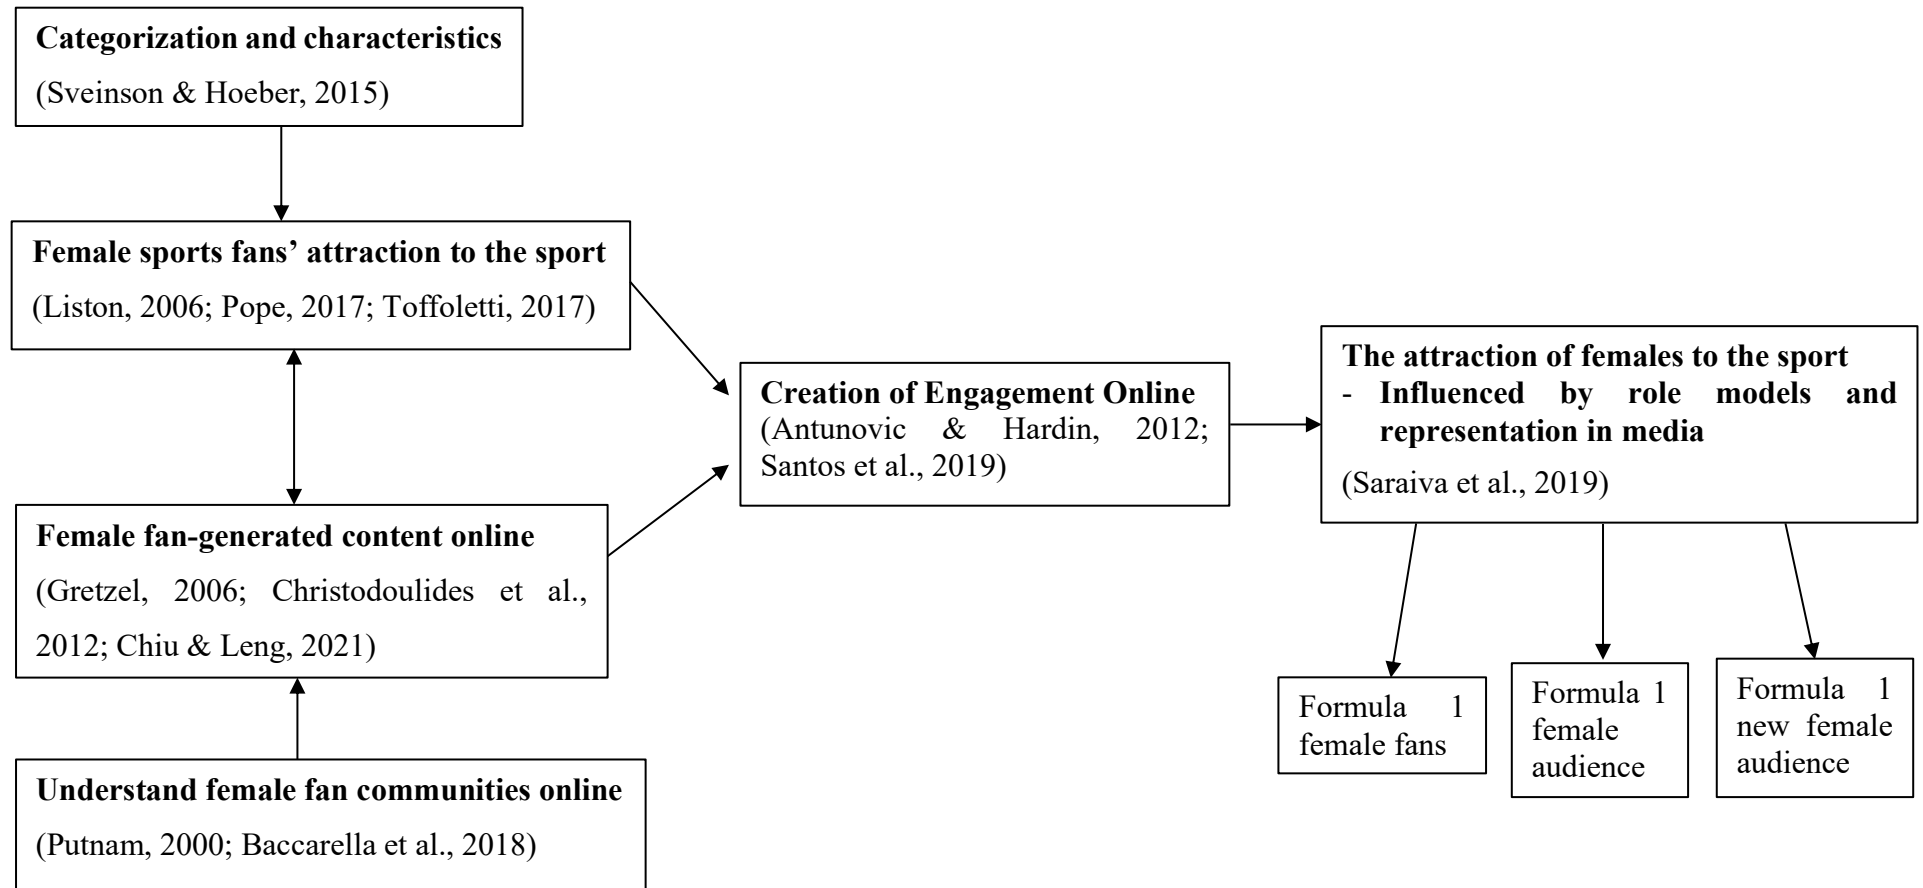 Categorization and characteristics
(Sveinson & Hoeber, 2015)
Female sports fans’ attraction to the sport
(Liston, 2006; Pope, 2017; Toffoletti, 2017)
Female fan-generated content online
(Gretzel, 2006; Christodoulides et al.,
2012; Chiu & Leng, 2021)
Understand female fan communities online
(Putnam, 2000; Baccarella et al., 2018)
Creation of Engagement Online
(Antunovic & Hardin, 2012;
Santos et al., 2019)
The attraction of females to the sport
- Influenced by role models and
representation in media
(Saraiva et al., 2019)
Formula 1
female fans
Formula 1
female
audience
Formula 1
new female
audience